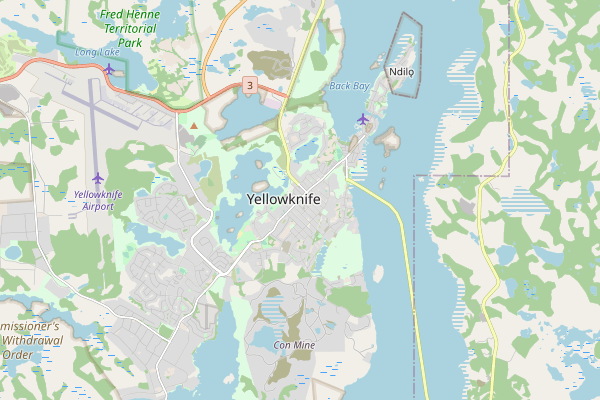 Fred Henne
Territorial
Park
Long Lake
3
Back Bay
Ndilǫ
Yellowknife
Airport
Yellowknife
missioner's
Withdrawal
Order
Con Mine